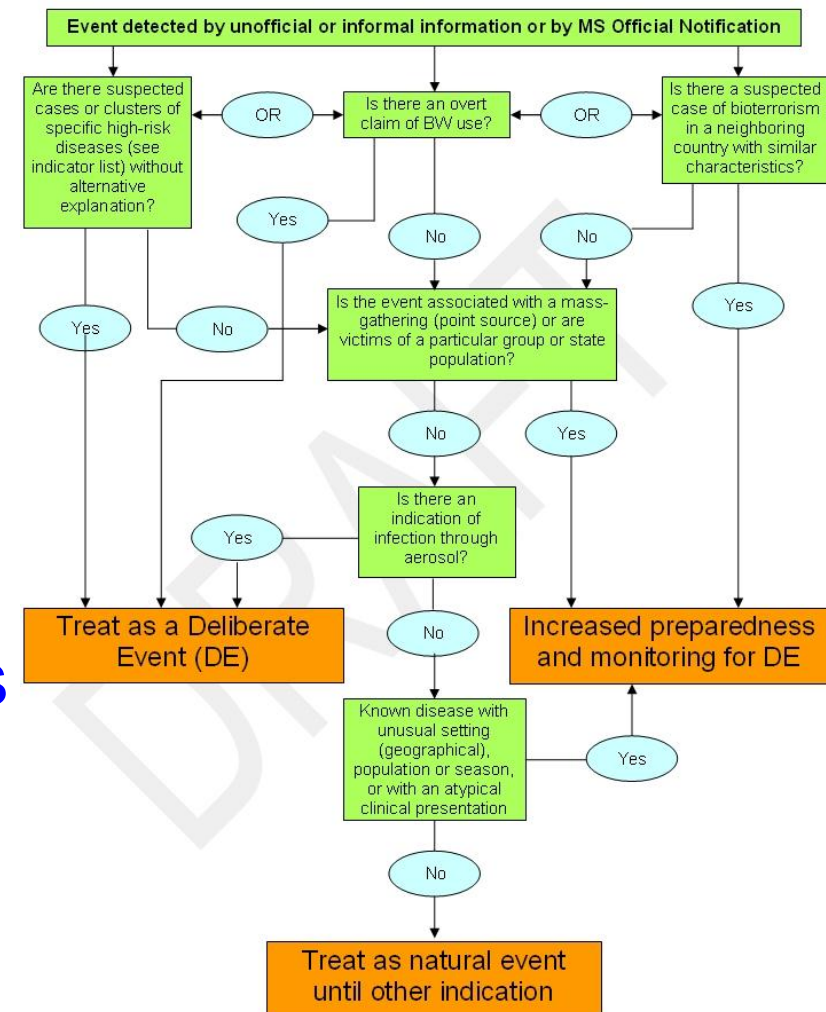 Event detected by unofficial or informal information or by MS Official Notification
Are there suspected
cases or clusters of
specific high-risk
diseases (see
indicator list) without
alternative
explanation?
OR
Is there an overt
claim of BW use?
OR
Is there a suspected
case of bioterrorism
in a neighboring
country with similar
characteristics?
Yes
No
No
Yes
No
Yes
Is the event associated with a mass-
gathering (point source) or are
victims of a particular group or state
population?
No
Yes
Is there an
indication of
infection through
aerosol?
Yes
No
Treat as a Deliberate
Event (DE)
Increased preparedness
and monitoring for DE
s
Known disease with
unusual setting
(geographical),
population or season,
or with an atypical
clinical presentation
Yes
No
Treat as natural event
until other indication
DRAFT